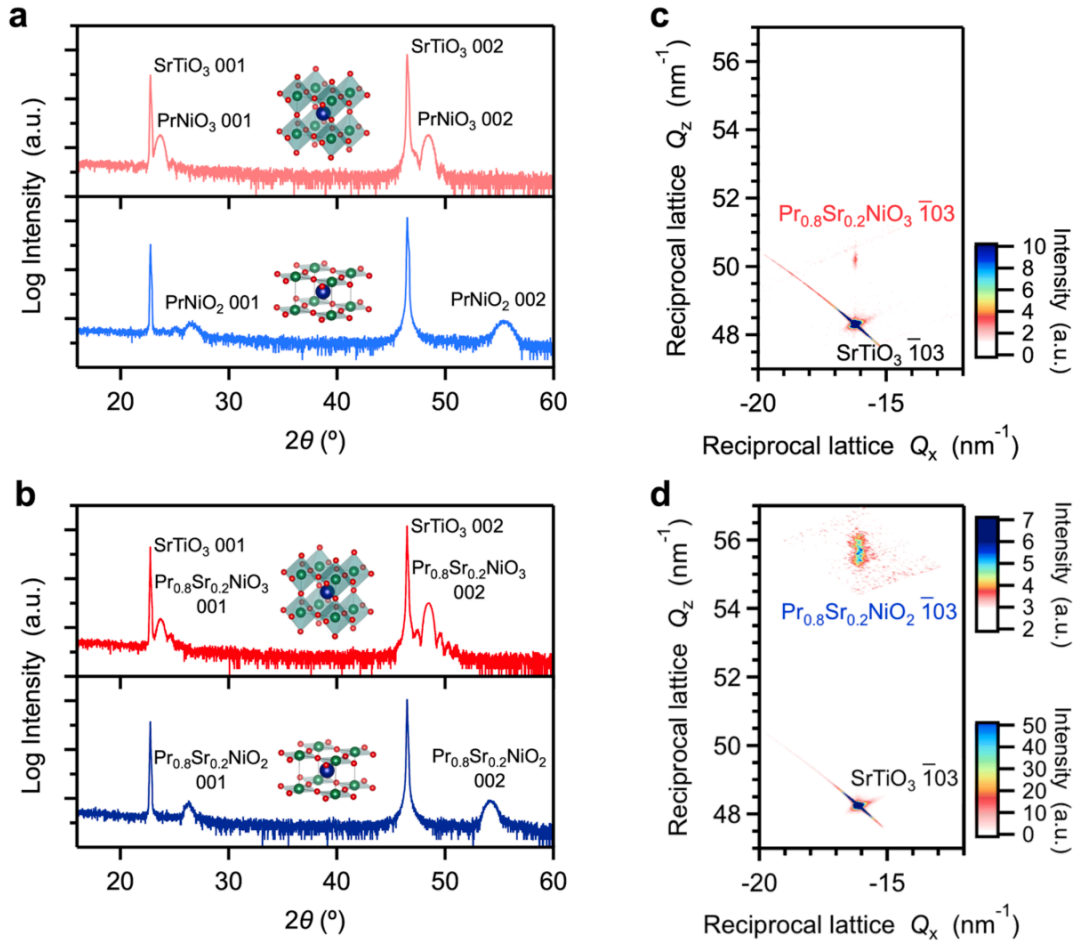 a
Log Intensity (a.u.)
SrTiO₃ 001
PrNiO₃ 001
SrTiO₃ 002
PrNiO₃ 002
PrNiO₂ 001
PrNiO₂ 002
20
30
40
50
60
2θ (º)
b
Log Intensity (a.u.)
SrTiO₃ 001
Pr₀.₈Sr₀.₂NiO₃
001
SrTiO₃ 002
Pr₀.₈Sr₀.₂NiO₃
002
Pr₀.₈Sr₀.₂NiO₂
001
Pr₀.₈Sr₀.₂NiO₂
002
20
30
40
50
60
2θ (º)
c
Reciprocal lattice Qz (nm⁻¹)
56
54
52
50
48
Pr₀.₈Sr₀.₂NiO₃ 1̅03
SrTiO₃ 1̅03
-20
-15
Reciprocal lattice Qx (nm⁻¹)
10
8
6
4
2
0
Intensity (a.u.)
d
Reciprocal lattice Qz (nm⁻¹)
56
54
52
50
48
Pr₀.₈Sr₀.₂NiO₂ 1̅03
SrTiO₃ 1̅03
-20
-15
Reciprocal lattice Qx (nm⁻¹)
7
6
5
4
3
2
Intensity (a.u.)
50
40
30
20
10
0
Intensity (a.u.)